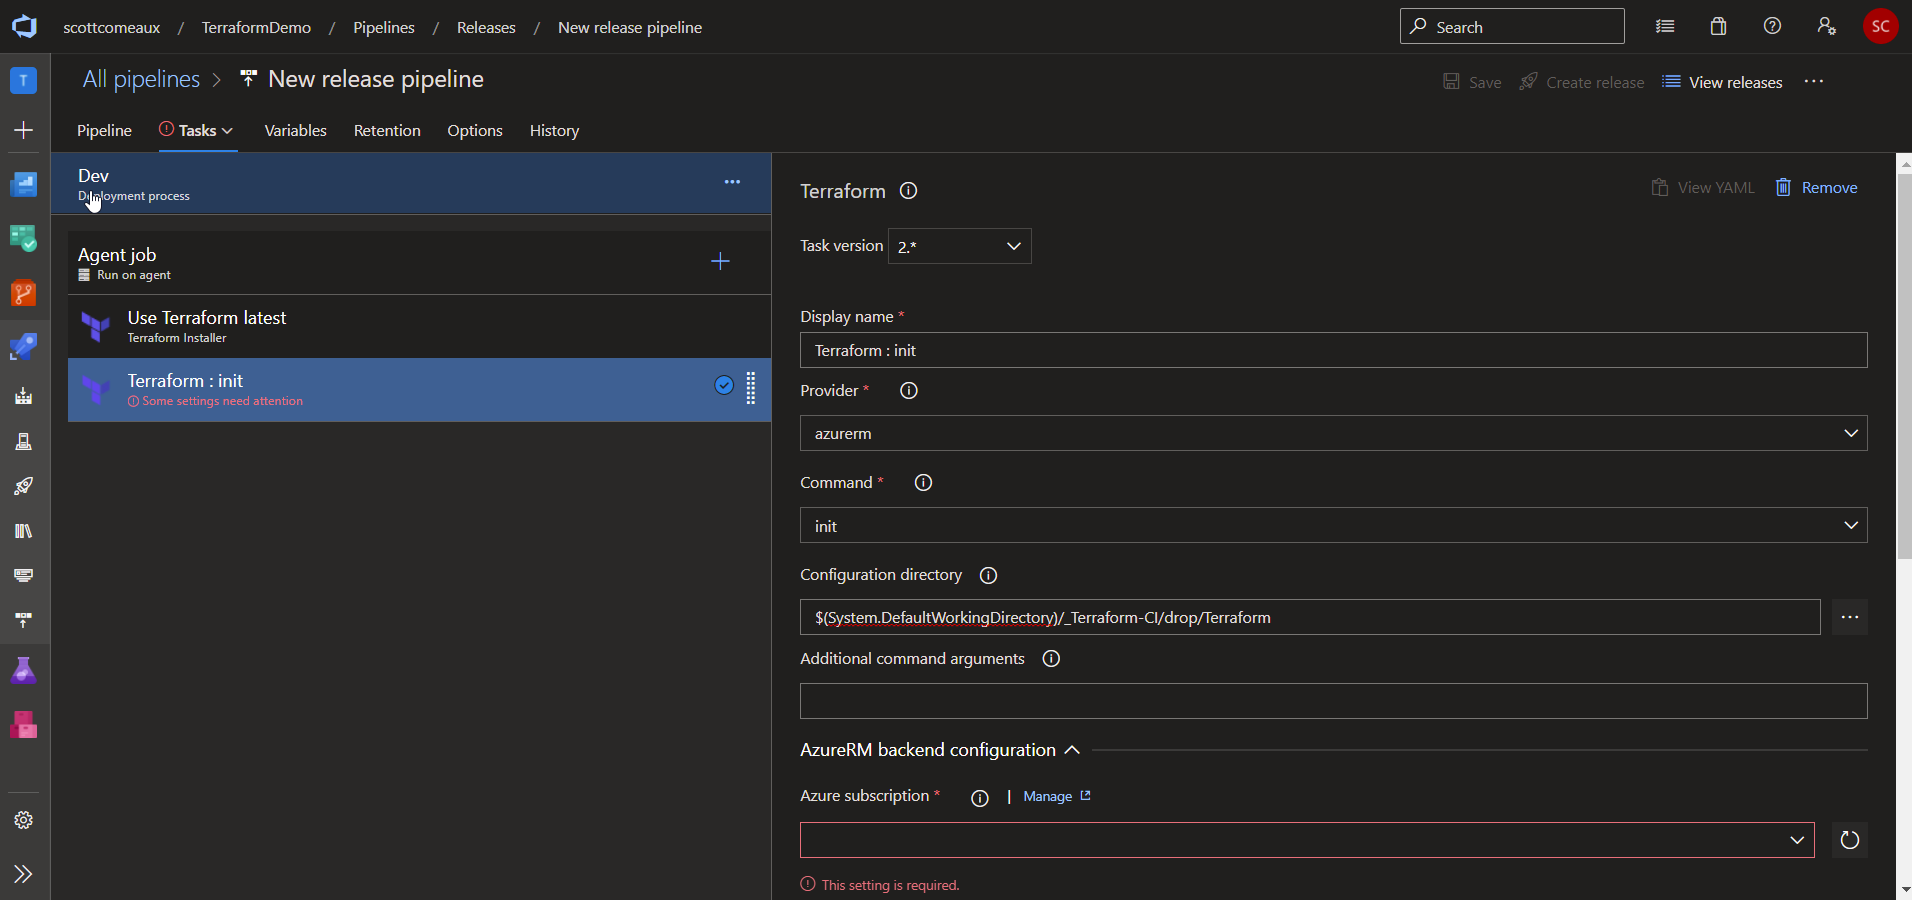 scottcomeaux / TerraformDemo / Pipelines / Releases / New release pipeline
Search
SC
T
All pipelines > New release pipeline
Save Create release View releases ...
Pipeline Tasks Variables Retention Options History
Dev
Deployment process
Agent job
Run on agent
Use Terraform latest
Terraform Installer
Terraform : init
Some settings need attention
Terraform
View YAML Remove
Task version 2.*
Display name *
Terraform : init
Provider *
azurerm
Command *
init
Configuration directory
$(System.DefaultWorkingDirectory)/_Terraform-CI/drop/Terraform
Additional command arguments
AzureRM backend configuration
Azure subscription * | Manage
This setting is required.